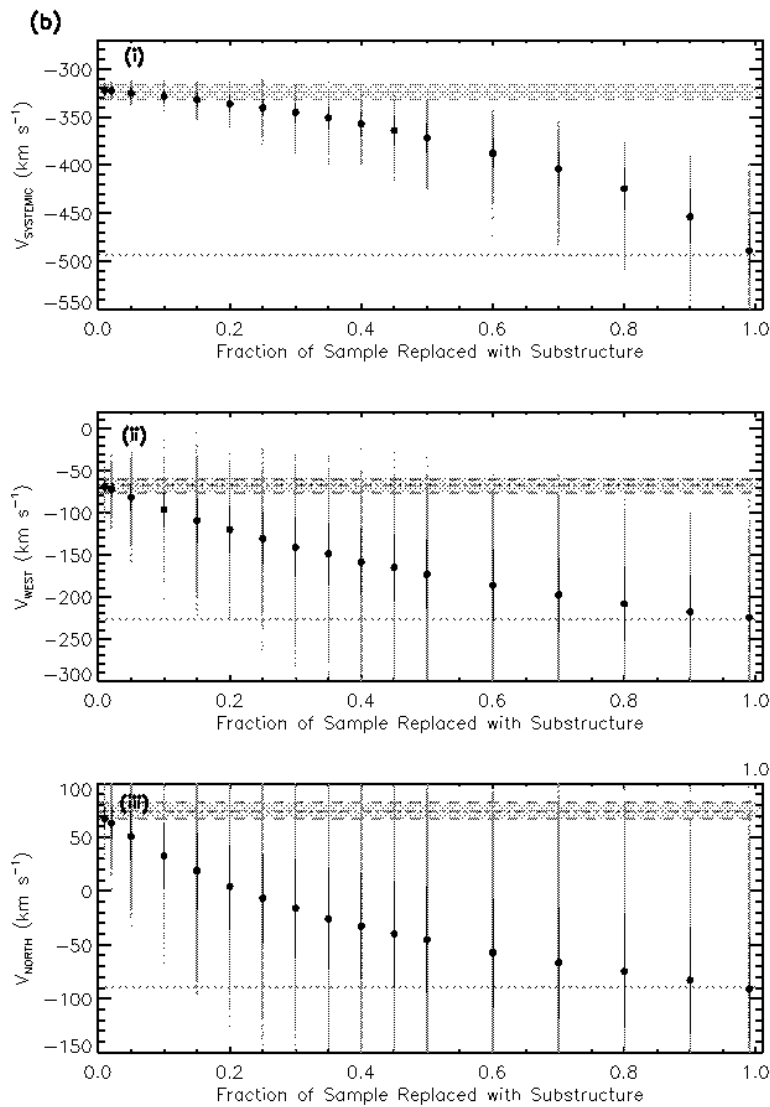 (b)
(i)
−300
−350
−400
−450
−500
−550
V_SYSTEMIC (km s⁻¹)
0.0 0.2 0.4 0.6 0.8 1.0
Fraction of Sample Replaced with Substructure
(ii)
0
−50
−100
−150
−200
−250
−300
V_WEST (km s⁻¹)
0.0 0.2 0.4 0.6 0.8 1.0
Fraction of Sample Replaced with Substructure
1.0
(iii)
100
50
0
−50
−100
−150
V_NORTH (km s⁻¹)
0.0 0.2 0.4 0.6 0.8 1.0
Fraction of Sample Replaced with Substructure